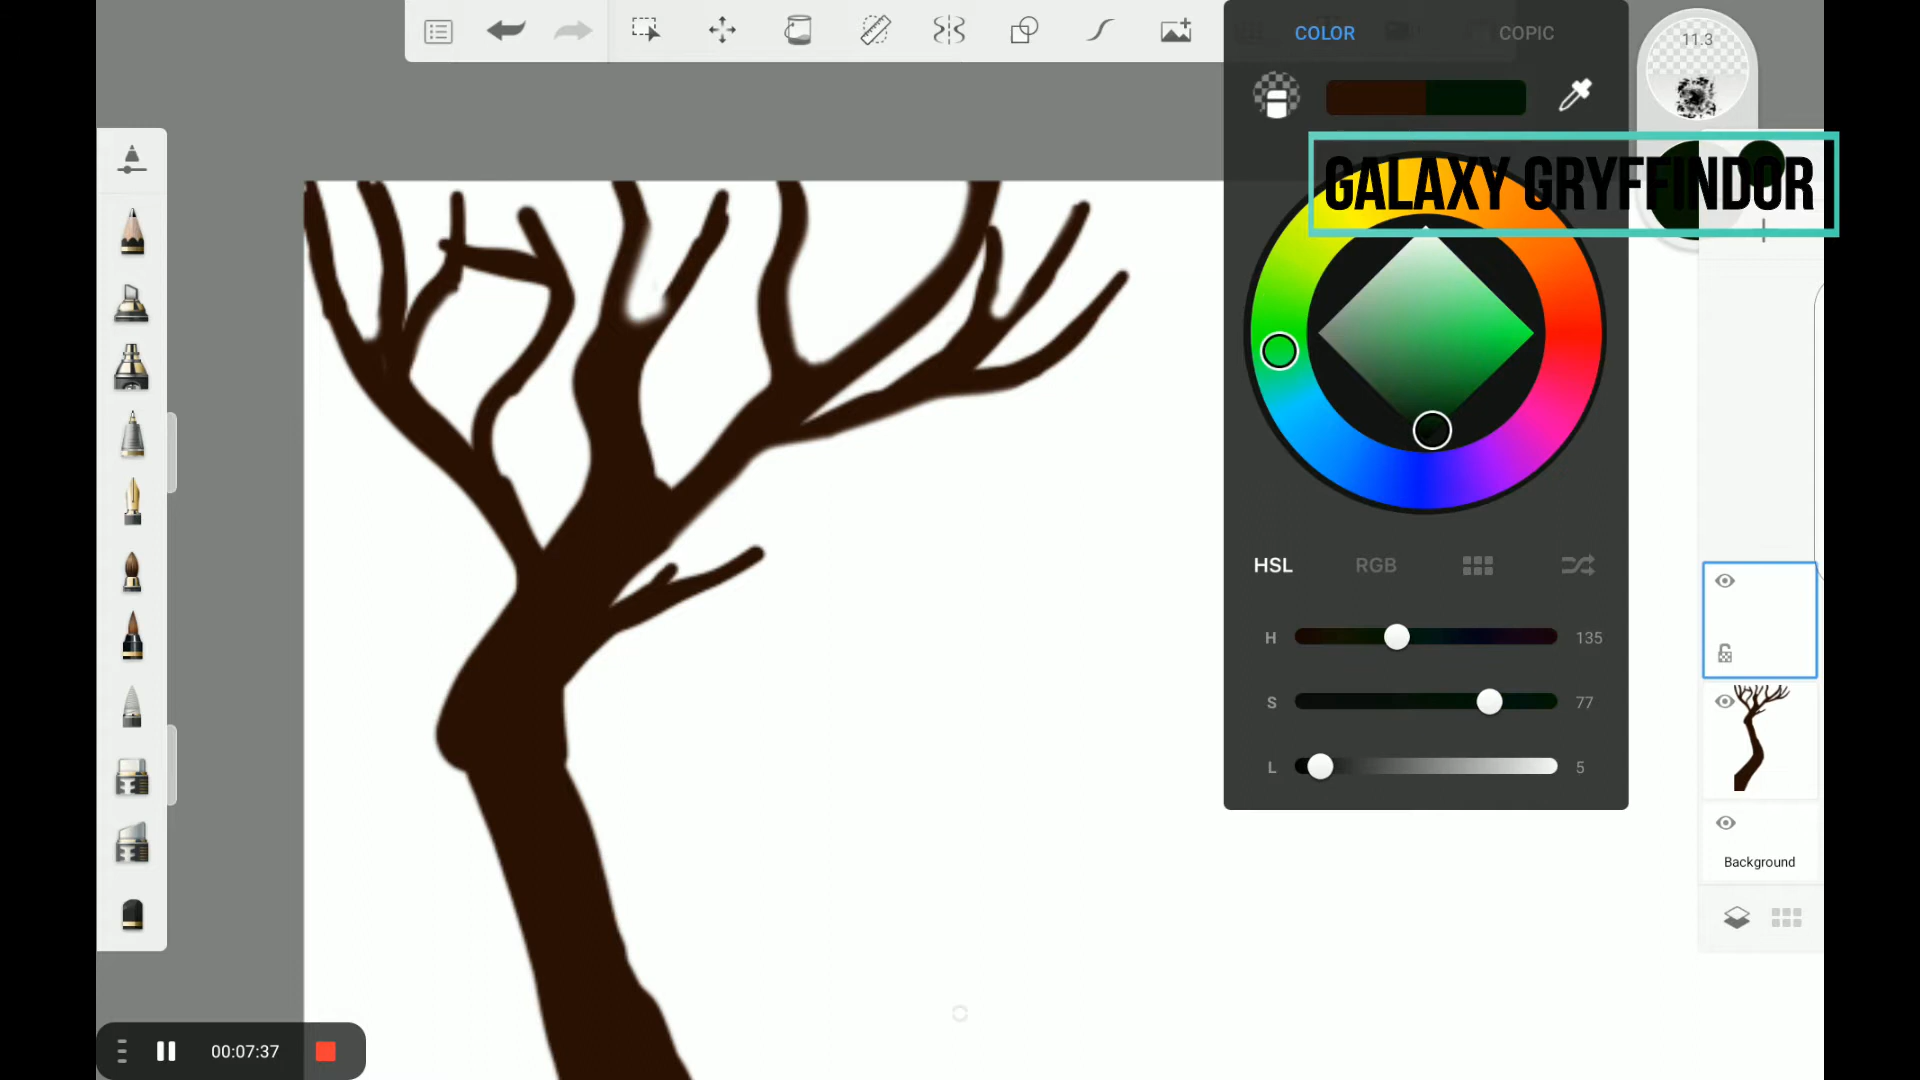 COLOR
COPIC
11.3
GALAXY GRYFFINDOR
HSL
RGB
H
135
S
77
L
5
Background
00:07:37